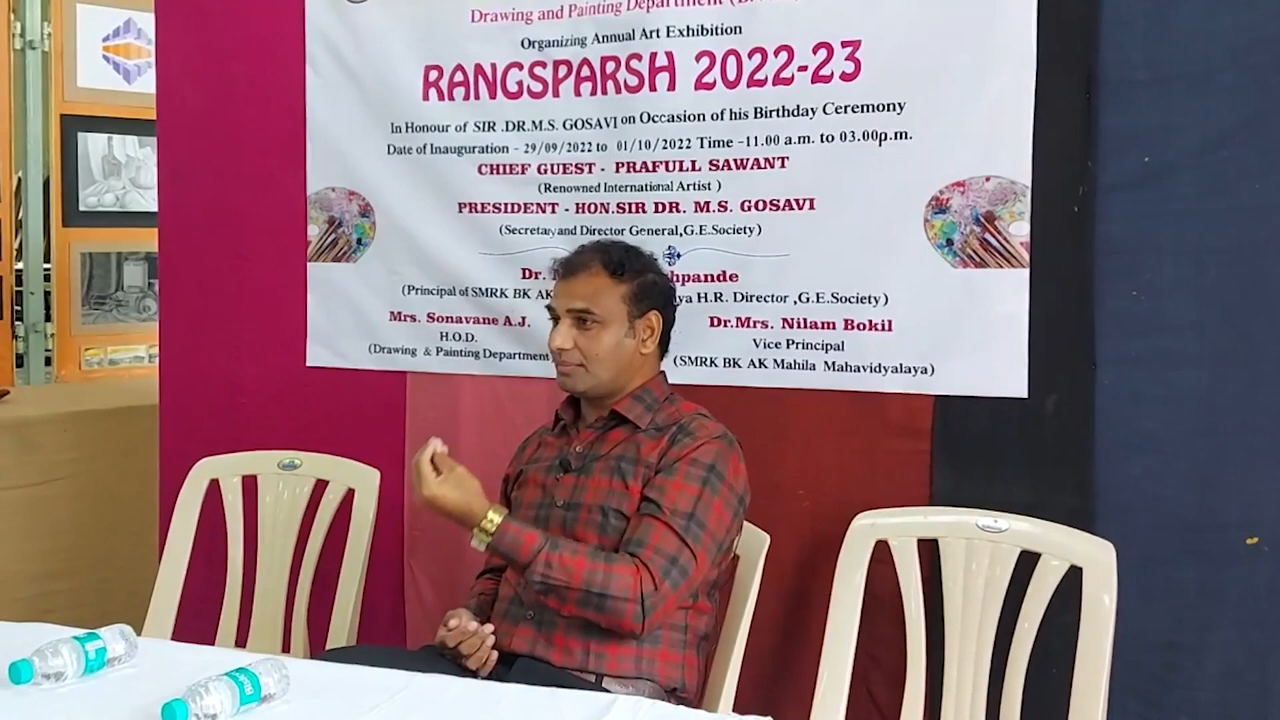 Drawing and Painting Department
Organizing Annual Art Exhibition
RANGSPARSH 2022-23
In Honour of SIR .DR.M.S. GOSAVI on Occasion of his Birthday Ceremony
Date of Inauguration - 29/09/2022 to 01/10/2022 Time -11.00 a.m. to 03.00p.m.
CHIEF GUEST - PRAFULL SAWANT
(Renowned International Artist )
PRESIDENT - HON.SIR DR. M.S. GOSAVI
(Secretary and Director General,G.E.Society)
Dr. hpande
(Principal of SMRK BK AK ya H.R. Director ,G.E.Society)
Mrs. Sonavane A.J.
H.O.D.
(Drawing & Painting Department
Dr.Mrs. Nilam Bokil
Vice Principal
(SMRK BK AK Mahila Mahavidyalaya)